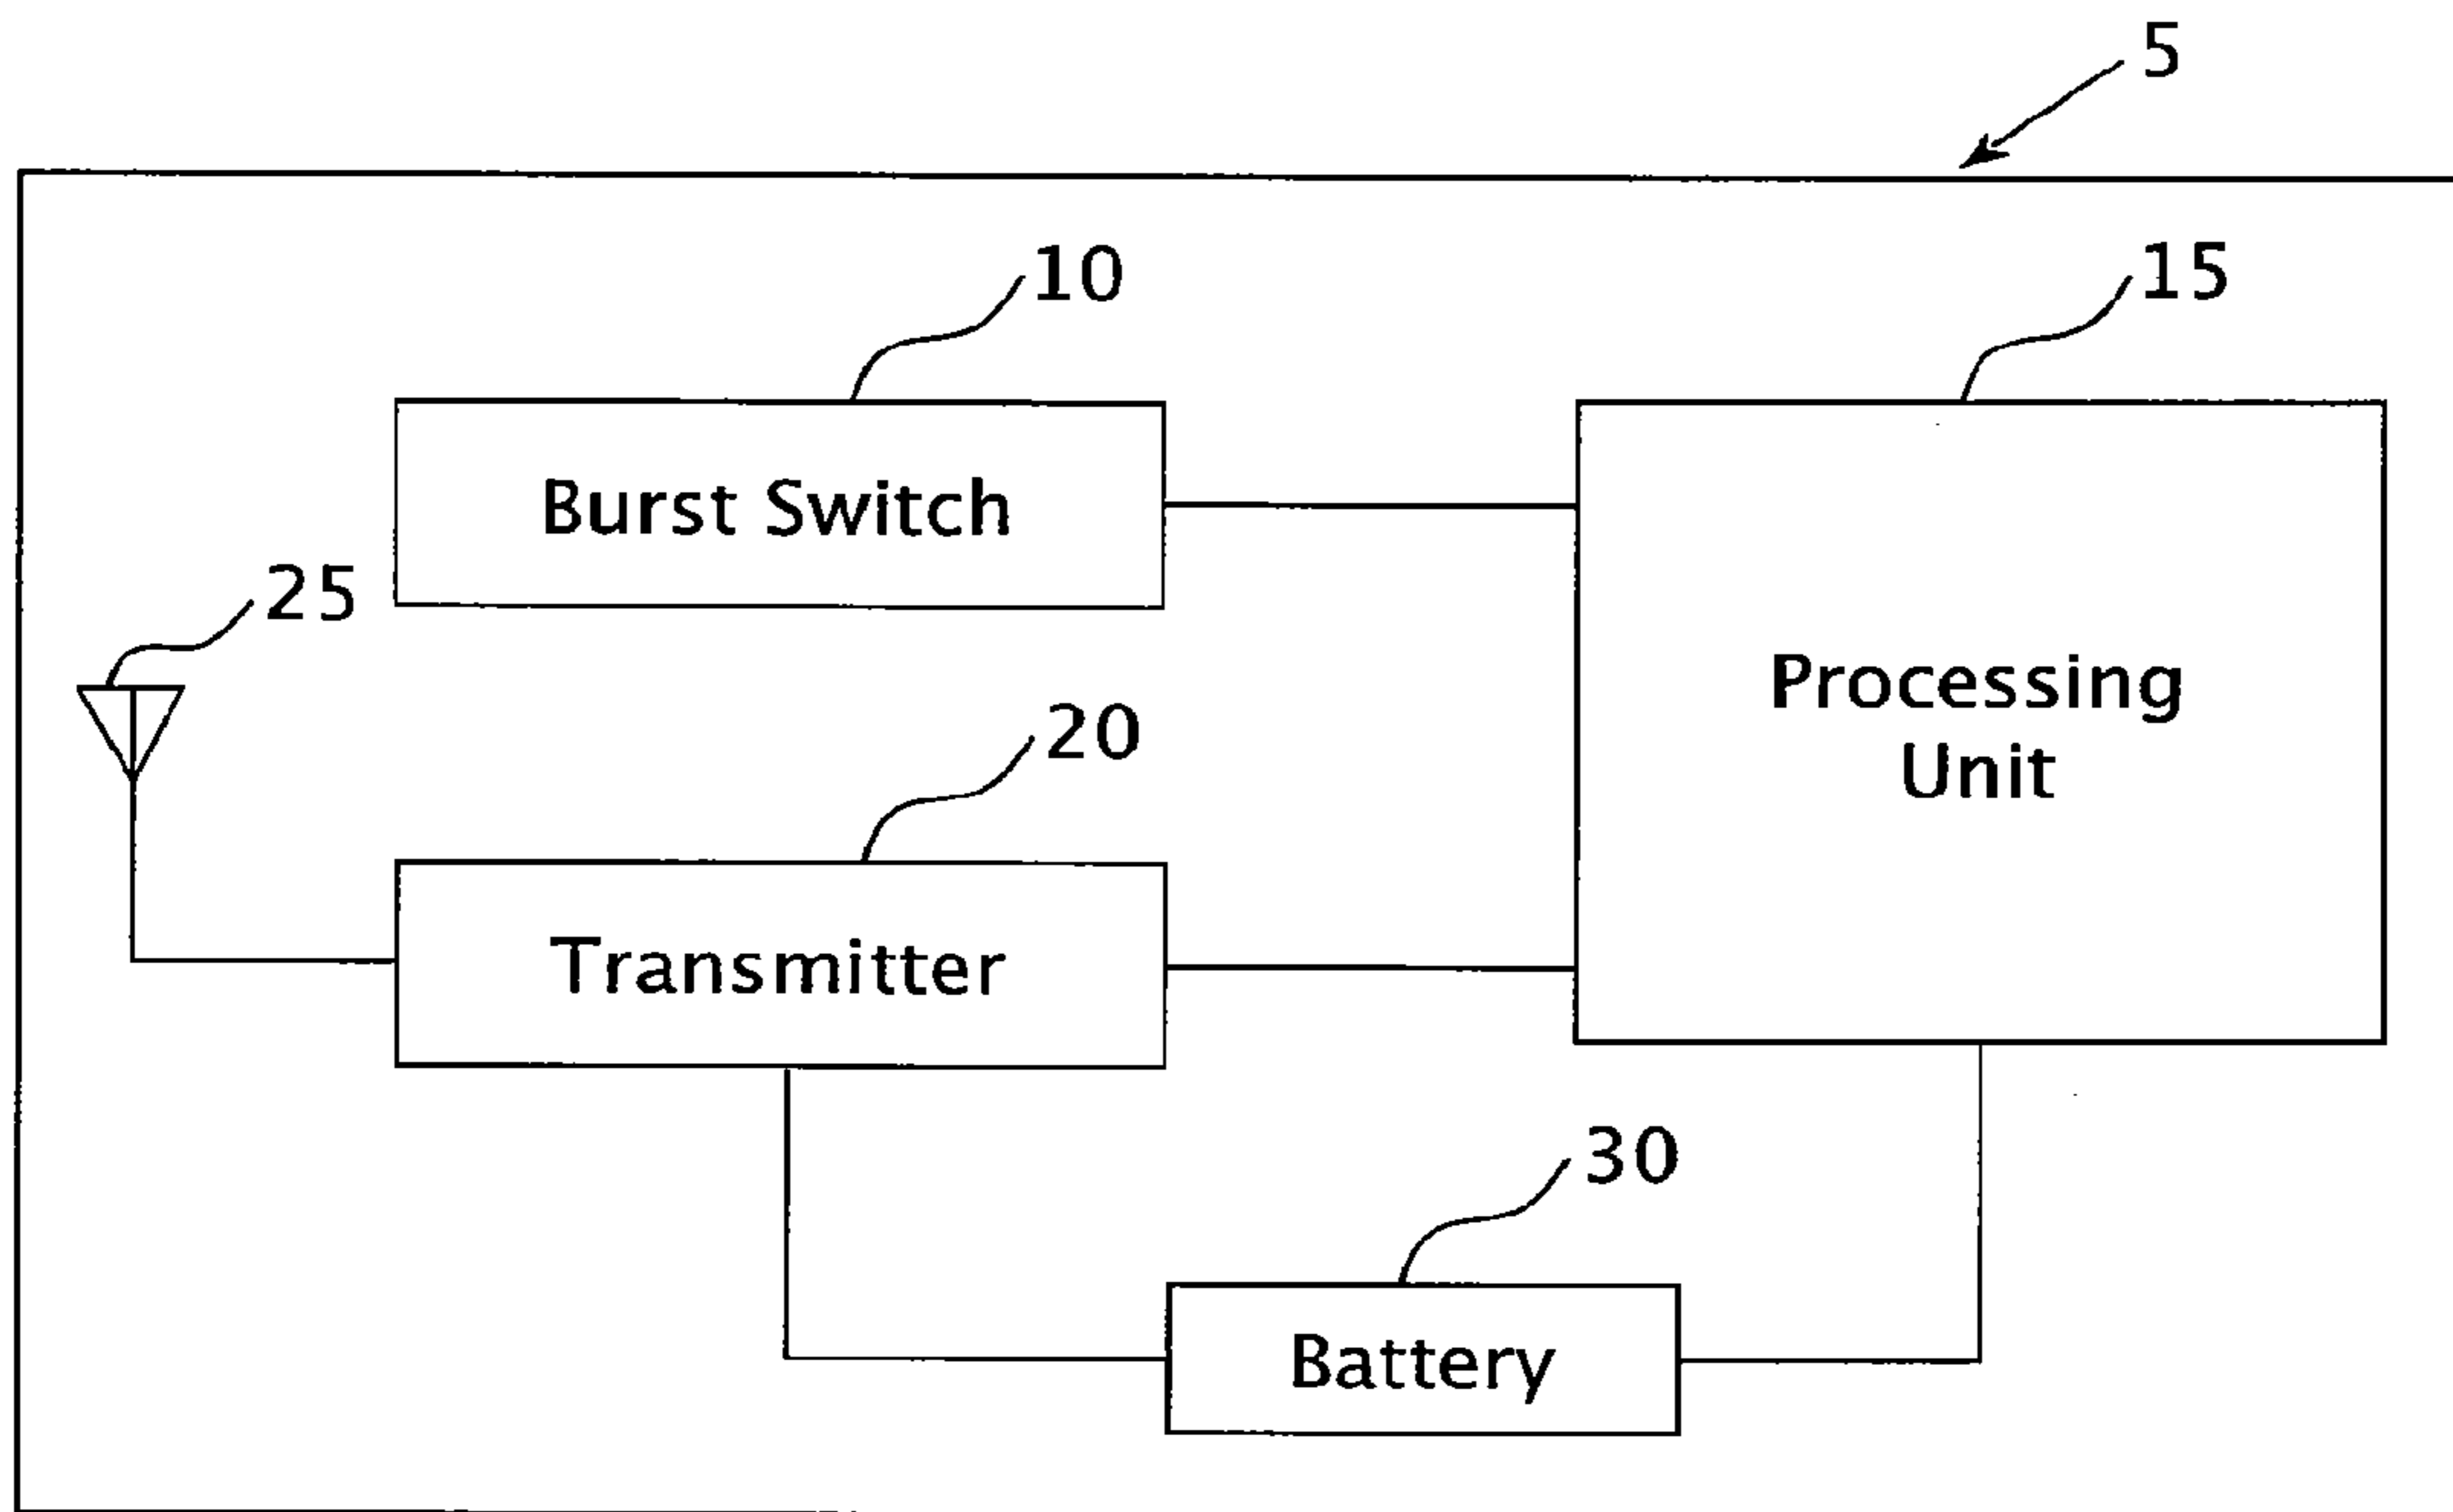 5
10
15
Burst Switch
25
Processing
Unit
20
Transmitter
30
Battery